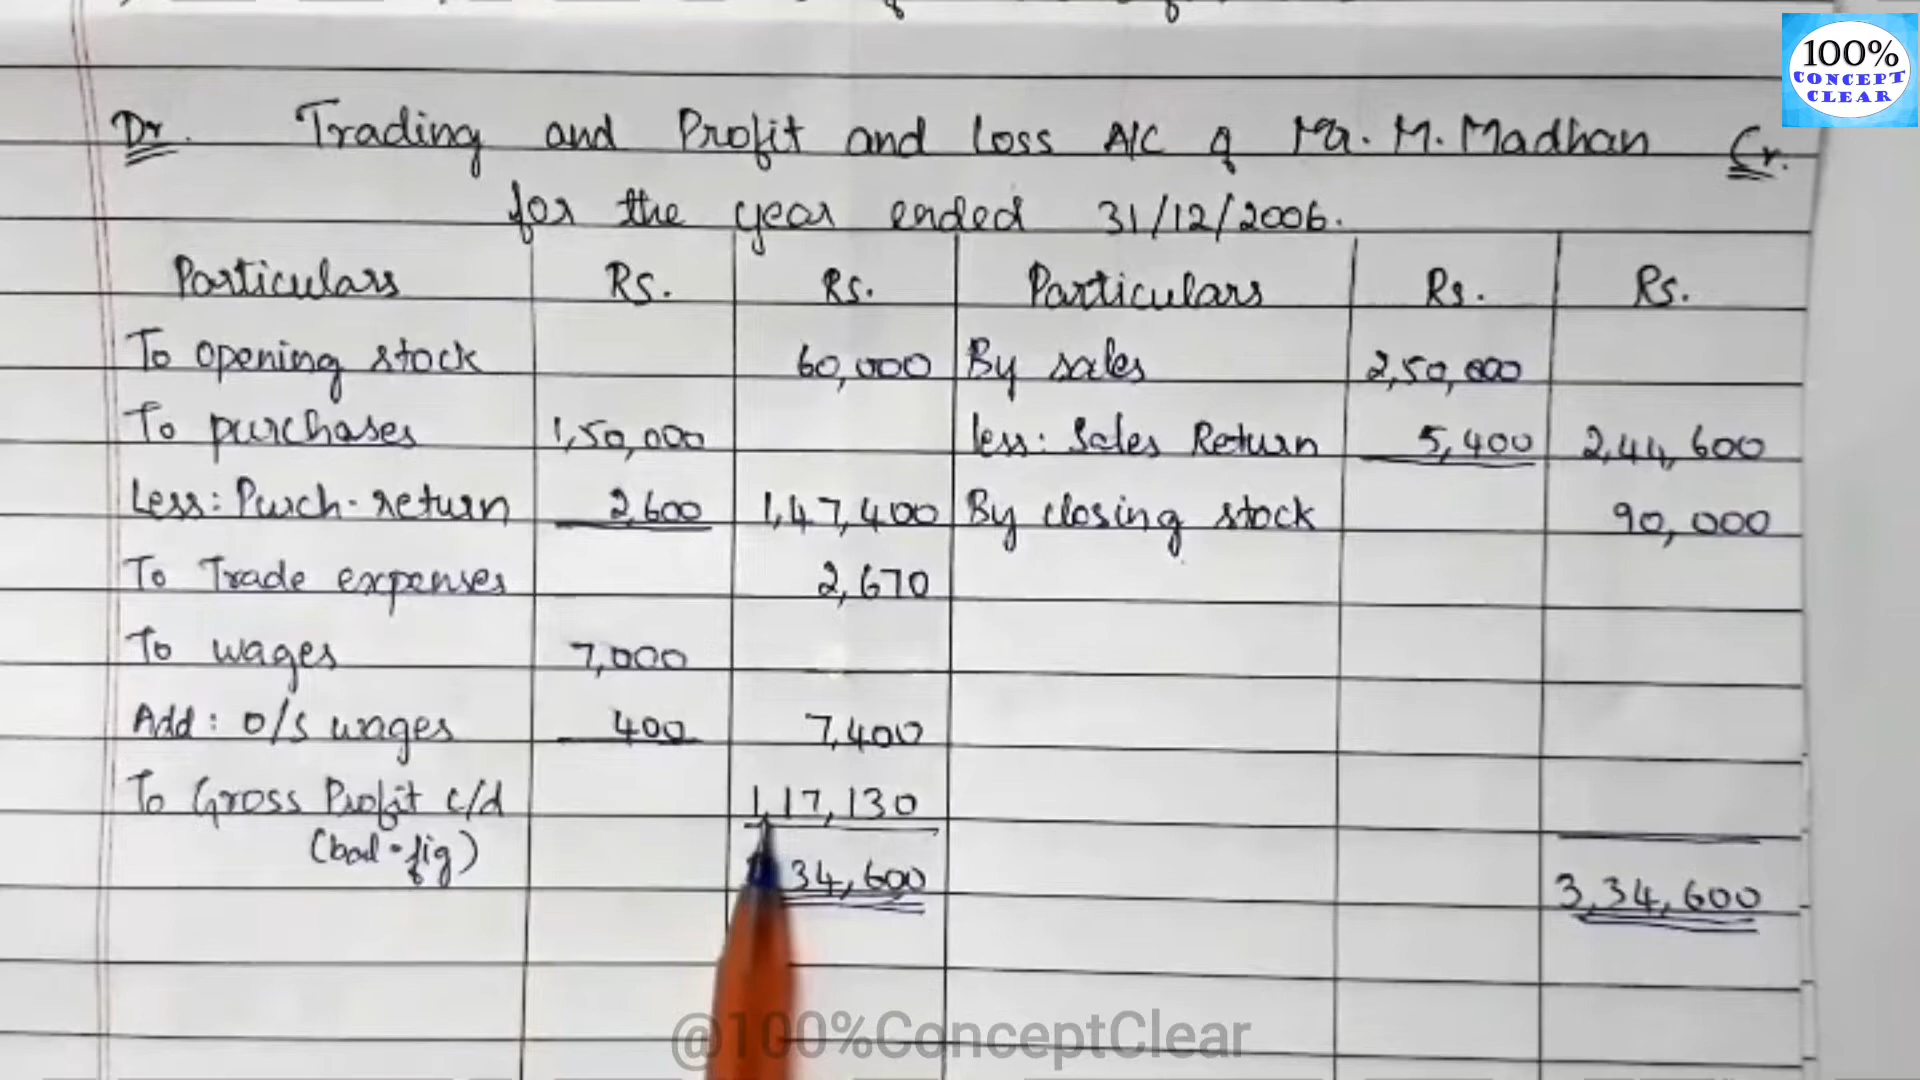 100%
CONCEPT
CLEAR
Dr. Trading and Profit and Loss A/C of Mr. M. Madhan Cr.
for the year ended 31/12/2006.
Particulars Rs. Rs. Particulars Rs. Rs.
To opening stock 60,000 By sales 2,50,000
To purchases 1,50,000 less: Sales Return 5,400 2,44,600
Less: Purch. return 2,600 1,47,400 By closing stock 90,000
To Trade expenses 2,670
To wages 7,000
Add: O/S wages 400 7,400
To Gross Profit c/d 1,17,130
(bal. fig) 34,600 3,34,600
@100%ConceptClear